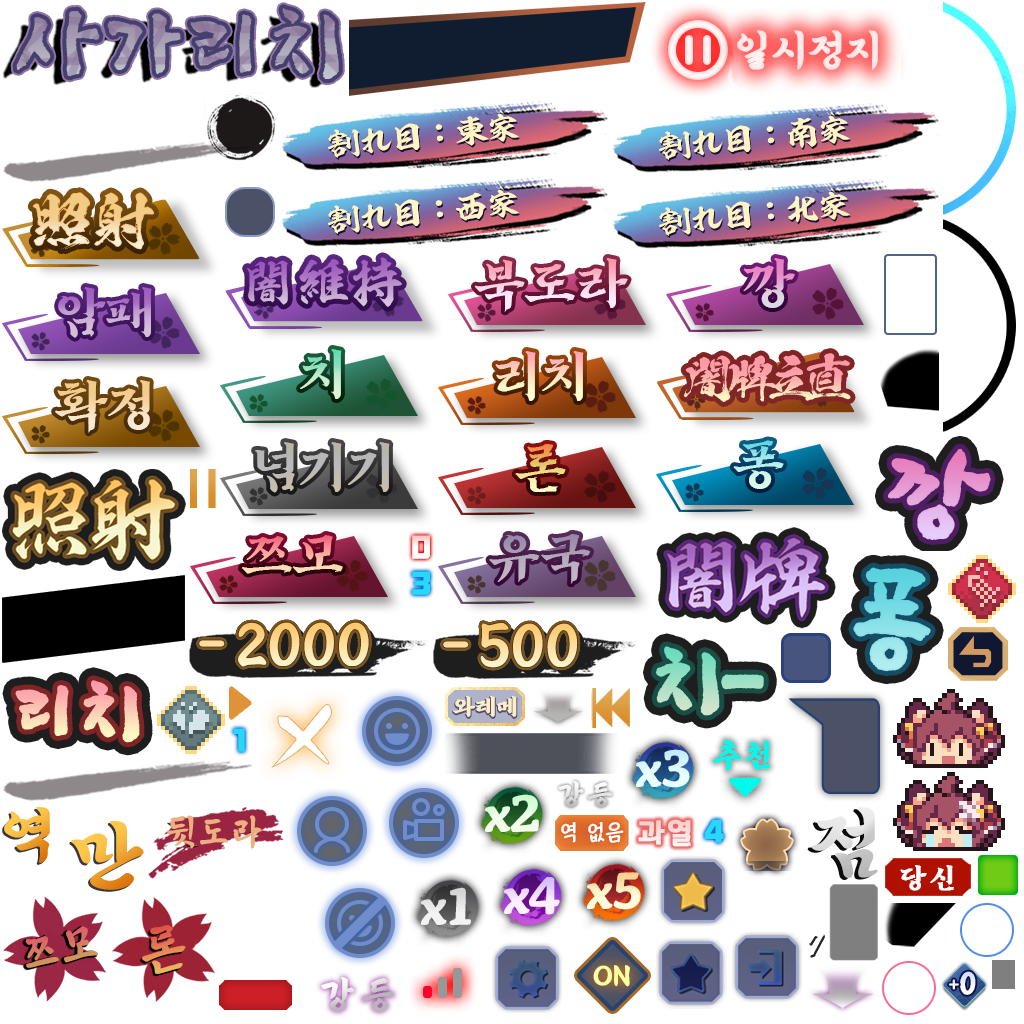 사가리치
일시정지
割れ目：東家
割れ目：南家
割れ目：西家
割れ目：北家
照射
闇維持
북도라
깡
암패
치
리치
闇牌立直
확정
넘기기
론
퐁
깡
照射
쯔모
0
3
유국
闇牌
퐁
-2000
-500
치-
리치
1
와레메
x3
추천
강등
x2
역 없음
과열 4
역만
뒷도라
점
당신
x1
x4
x5
쯔모
론
강등
ON
+0